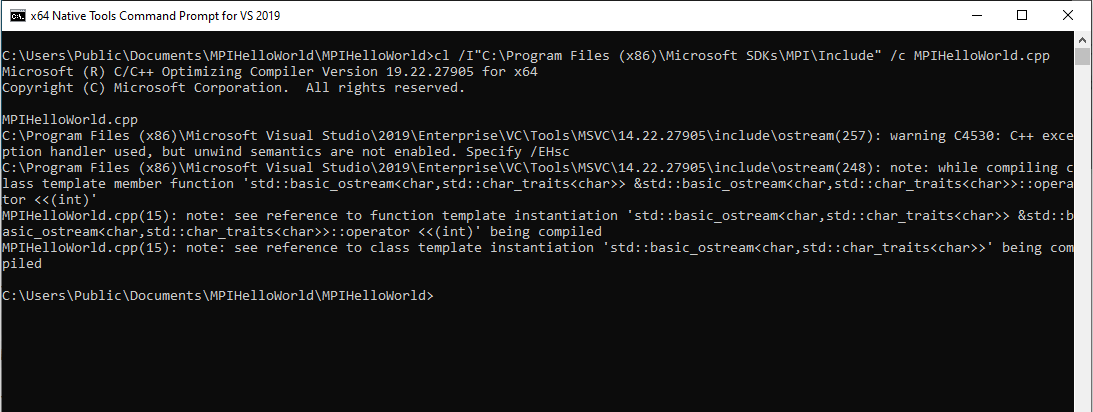 x64 Native Tools Command Prompt for VS 2019
C:\Users\Public\Documents\MPIHelloWorld\MPIHelloWorld>cl /I"C:\Program Files (x86)\Microsoft SDKs\MPI\Include" /c MPIHelloWorld.cpp
Microsoft (R) C/C++ Optimizing Compiler Version 19.22.27905 for x64
Copyright (C) Microsoft Corporation.  All rights reserved.
MPIHelloWorld.cpp
C:\Program Files (x86)\Microsoft Visual Studio\2019\Enterprise\VC\Tools\MSVC\14.22.27905\include\ostream(257): warning C4530: C++ exce
ption handler used, but unwind semantics are not enabled. Specify /EHsc
C:\Program Files (x86)\Microsoft Visual Studio\2019\Enterprise\VC\Tools\MSVC\14.22.27905\include\ostream(248): note: while compiling c
lass template member function 'std::basic_ostream<char,std::char_traits<char>> &std::basic_ostream<char,std::char_traits<char>>::opera
tor <<(int)'
MPIHelloWorld.cpp(15): note: see reference to function template instantiation 'std::basic_ostream<char,std::char_traits<char>> &std::b
asic_ostream<char,std::char_traits<char>>::operator <<(int)' being compiled
MPIHelloWorld.cpp(15): note: see reference to class template instantiation 'std::basic_ostream<char,std::char_traits<char>>' being com
piled
C:\Users\Public\Documents\MPIHelloWorld\MPIHelloWorld>